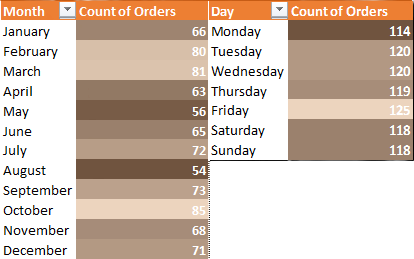 Month Count of Orders Day Count of Orders
January 66 Monday 114
February 80 Tuesday 120
March 81 Wednesday 120
April 63 Thursday 119
May 56 Friday 125
June 65 Saturday 118
July 72 Sunday 118
August 54
September 73
October 85
November 68
December 71